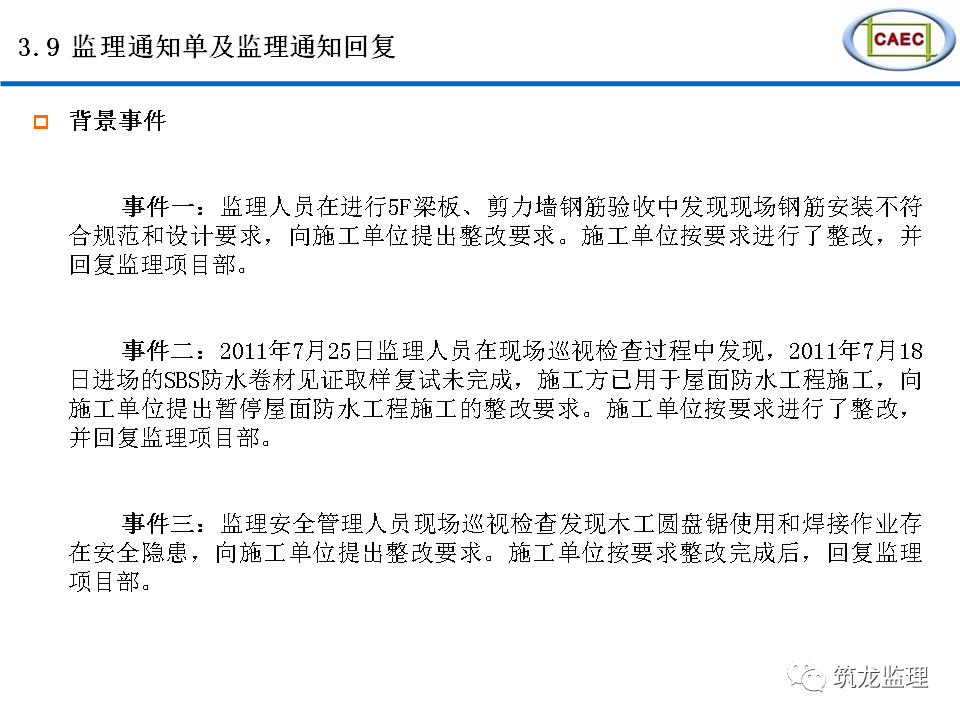 3.9 监理通知单及监理通知回复
CAEC
背景事件
事件一：监理人员在进行5F梁板、剪力墙钢筋验收中发现现场钢筋安装不符
合规范和设计要求，向施工单位提出整改要求。施工单位按要求进行了整改，并
回复监理项目部。
事件二：2011年7月25日监理人员在现场巡视检查过程中发现，2011年7月18
日进场的SBS防水卷材见证取样复试未完成，施工方已用于屋面防水工程施工，向
施工单位提出暂停屋面防水工程施工的整改要求。施工单位按要求进行了整改，
并回复监理项目部。
事件三：监理安全管理人员现场巡视检查发现木工圆盘锯使用和焊接作业存
在安全隐患，向施工单位提出整改要求。施工单位按要求整改完成后，回复监理
项目部。
筑龙监理